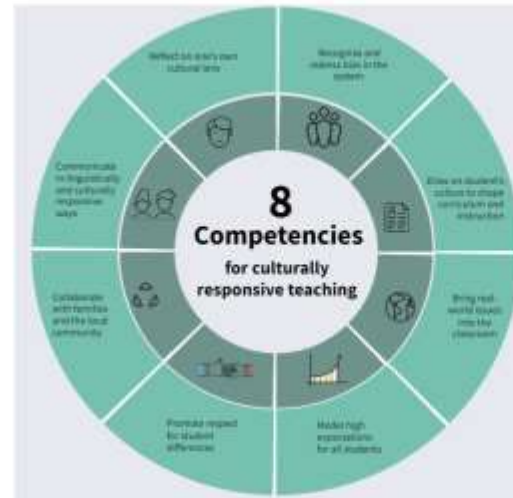 8
Competencies
for culturally
responsive teaching
Reflect on one's own
cultural lens
Recognize and
redress bias in the
system
Draw on student's
culture to shape
curriculum and
instruction
Bring real-
world issues
into the
classroom
Model high
expectations
for all students
Promote respect
for student
differences
Collaborate
with families
and the local
community
Communicate
in linguistically
and culturally
responsive
ways